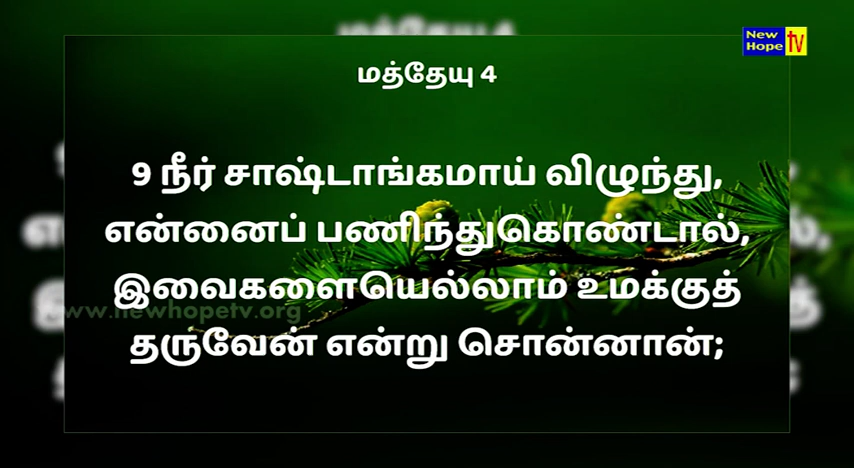 New
Hope tv
மத்தேயு 4
9 நீர் சாஷ்டாங்கமாய் விழுந்து,
என்னைப் பணிந்துகொண்டால்,
இவைகளையெல்லாம் உமக்குத்
www.newhopetv.org
தருவேன் என்று சொன்னான்;